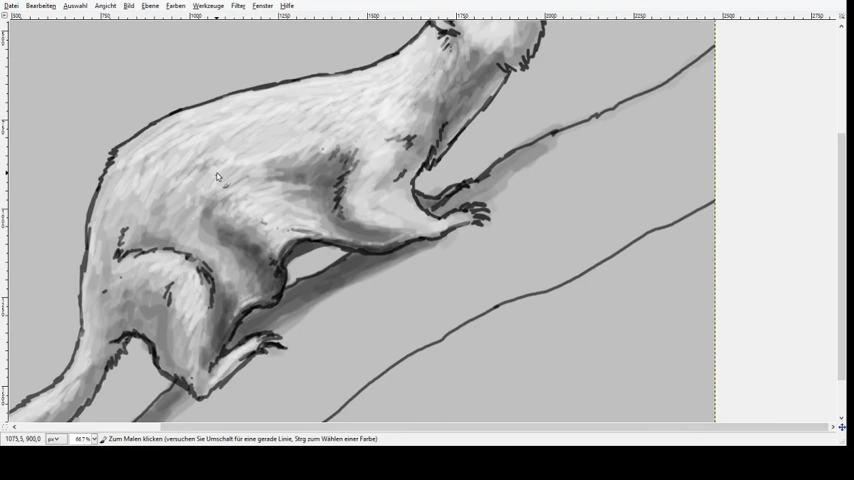 Datei Bearbeiten Auswahl Ansicht Bild Ebene Farben Werkzeuge Filter Fenster Hilfe
500 750 1000 1250 1500 1750 2000 2250 2500 2750
1075,5, 900,0 px 66,7 % Zum Malen klicken (versuchen Sie Umschalt für eine gerade Linie, Strg zum Wählen einer Farbe)